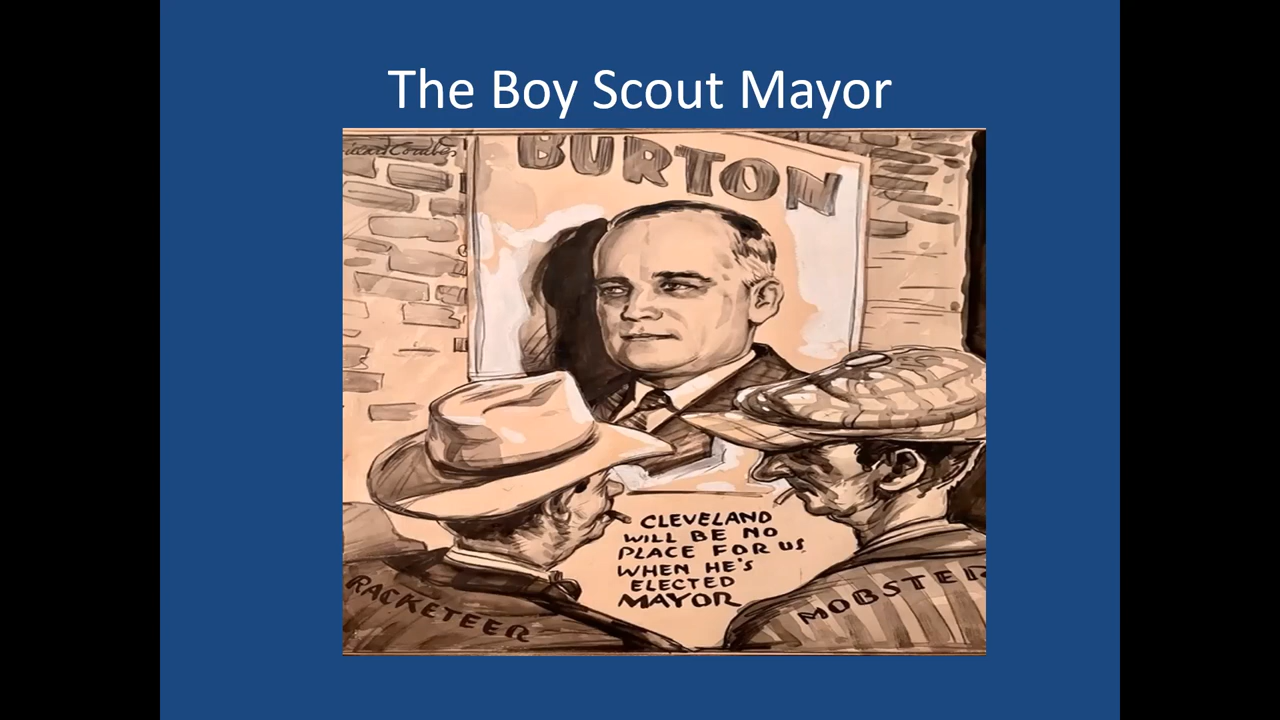 The Boy Scout Mayor
BURTON
CLEVELAND
WILL BE NO
PLACE FOR US
WHEN HE'S
ELECTED
MAYOR
RACKETEER
MOBSTER